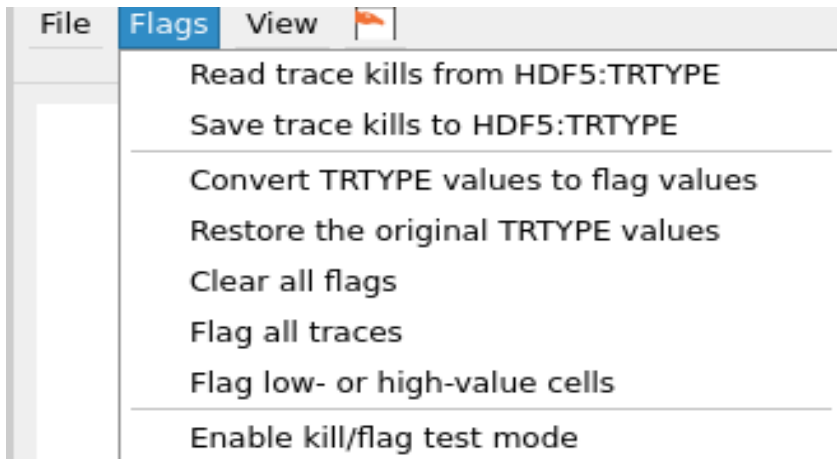 File Flags View
Read trace kills from HDF5:TRTYPE
Save trace kills to HDF5:TRTYPE
Convert TRTYPE values to flag values
Restore the original TRTYPE values
Clear all flags
Flag all traces
Flag low- or high-value cells
Enable kill/flag test mode